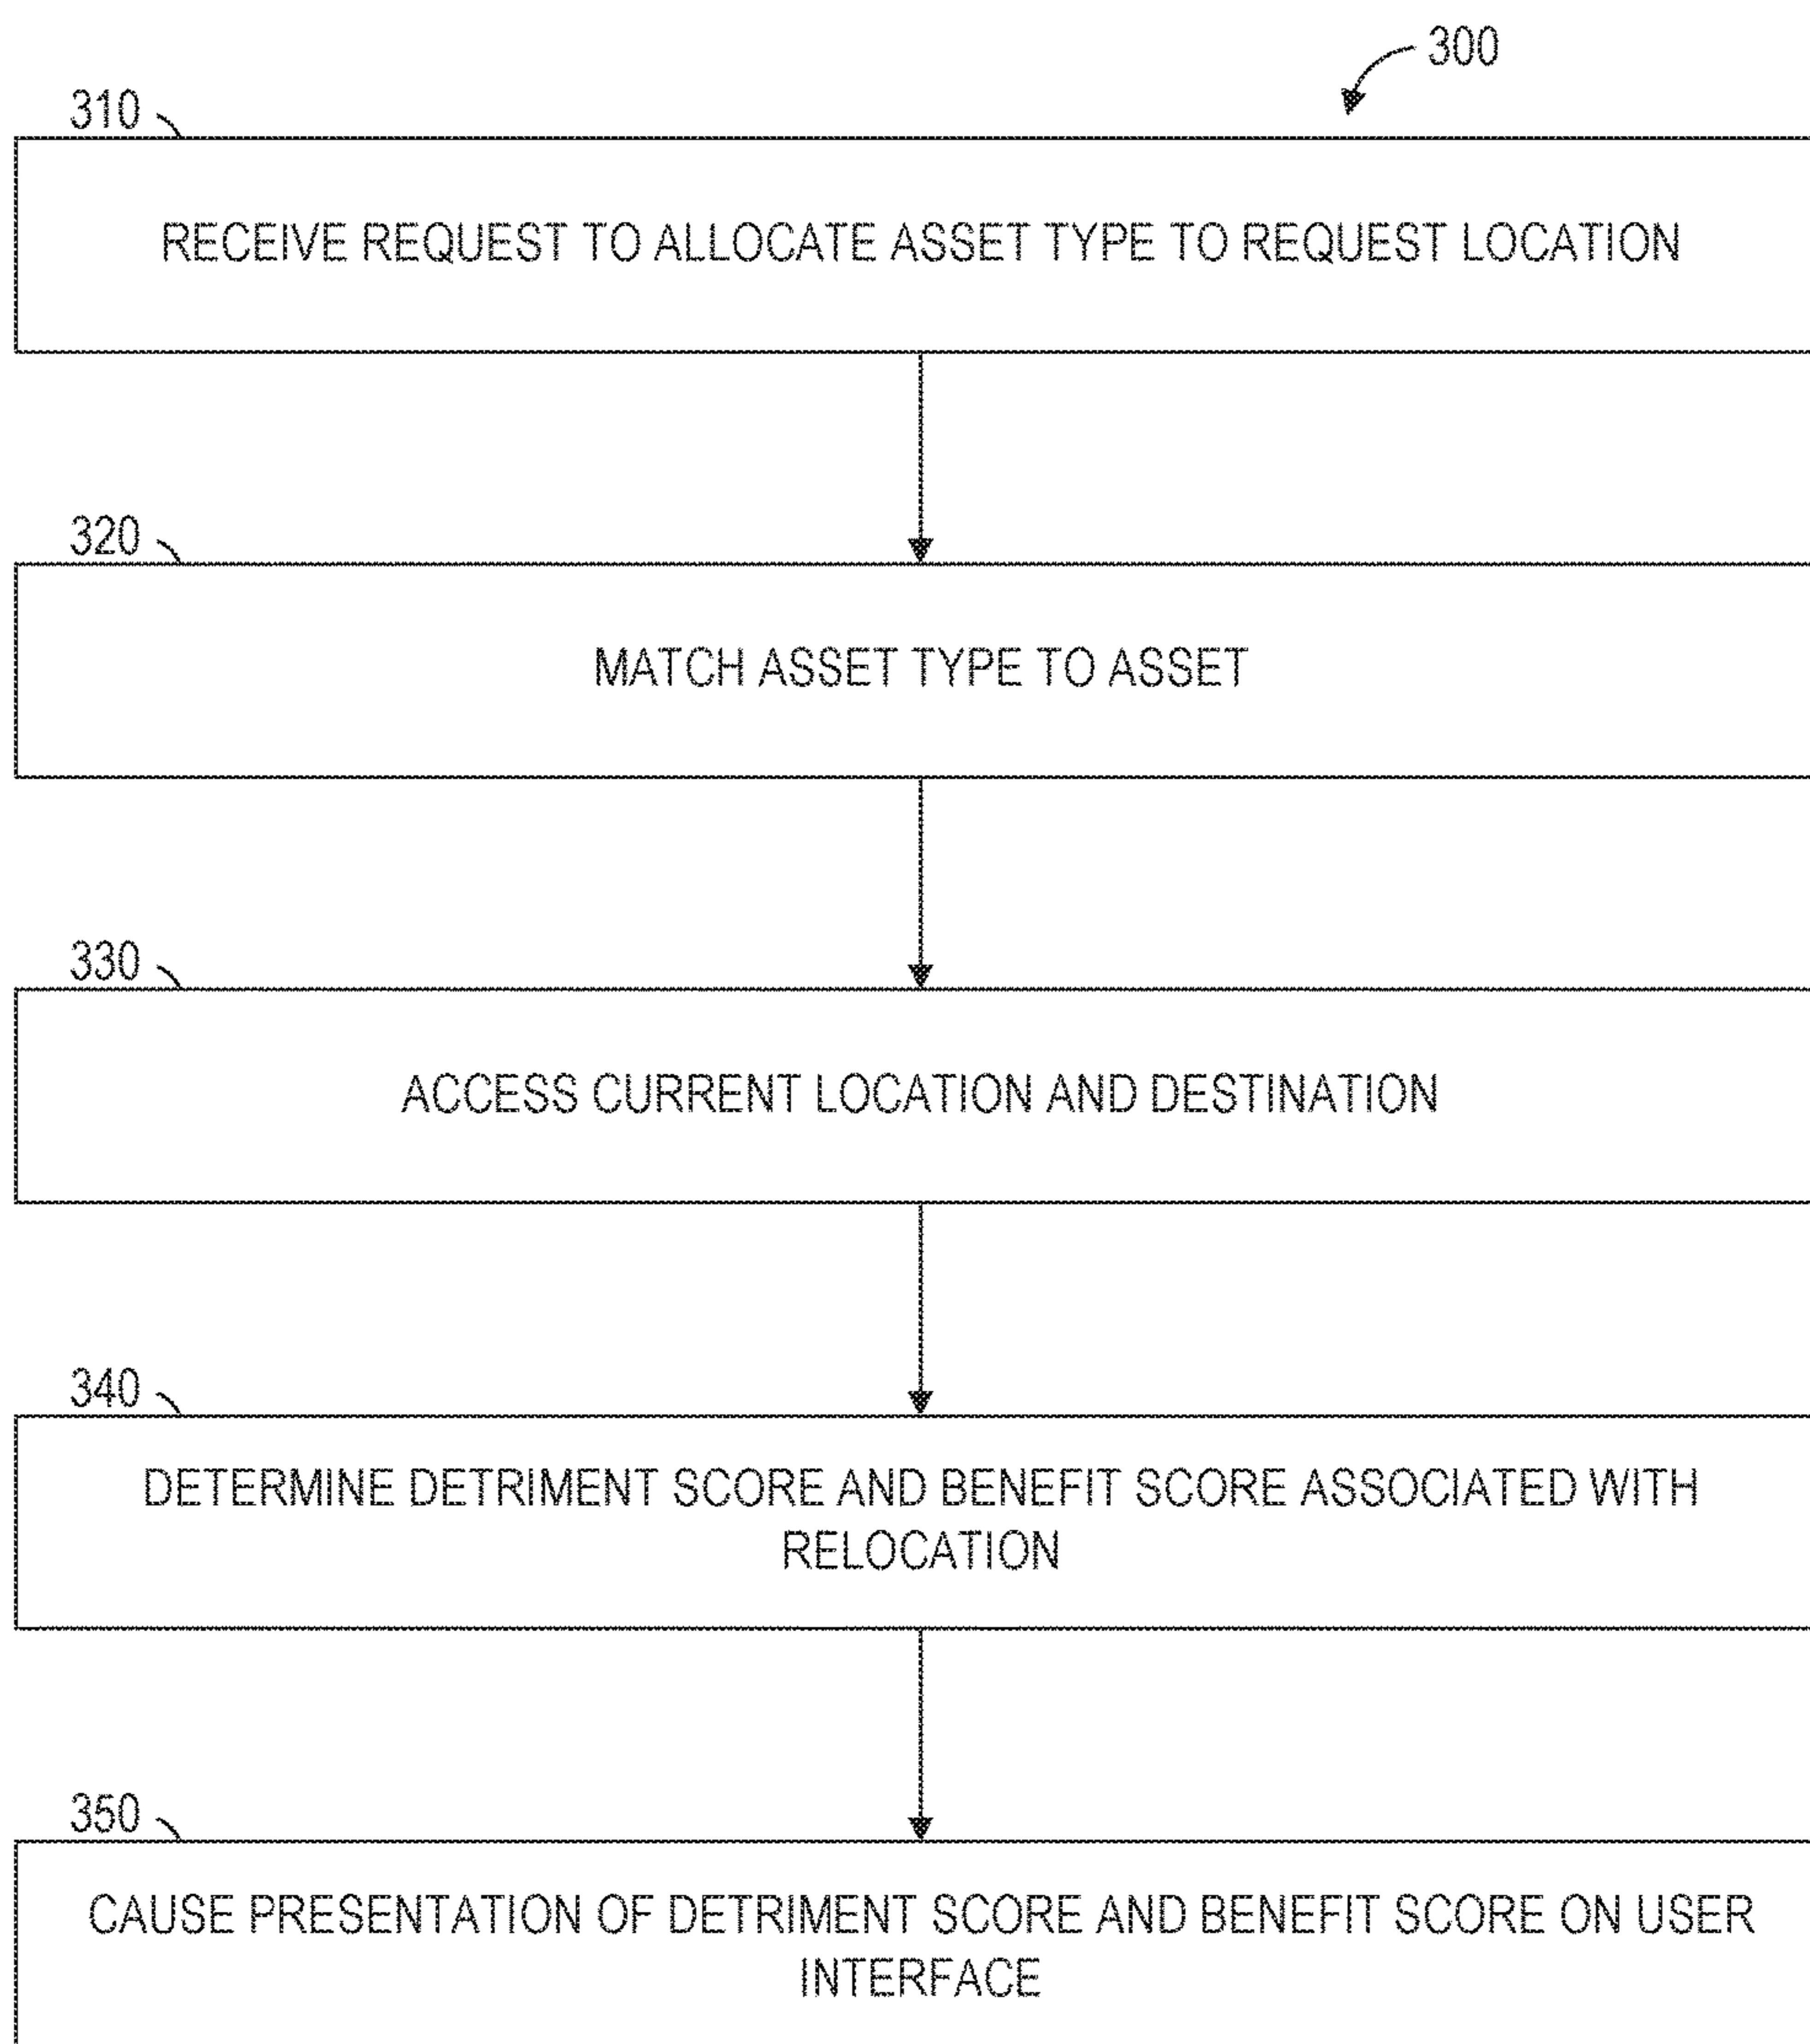 300
310
RECEIVE REQUEST TO ALLOCATE ASSET TYPE TO REQUEST LOCATION
320
MATCH ASSET TYPE TO ASSET
330
ACCESS CURRENT LOCATION AND DESTINATION
340
DETERMINE DETRIMENT SCORE AND BENEFIT SCORE ASSOCIATED WITH
RELOCATION
350
CAUSE PRESENTATION OF DETRIMENT SCORE AND BENEFIT SCORE ON USER
INTERFACE